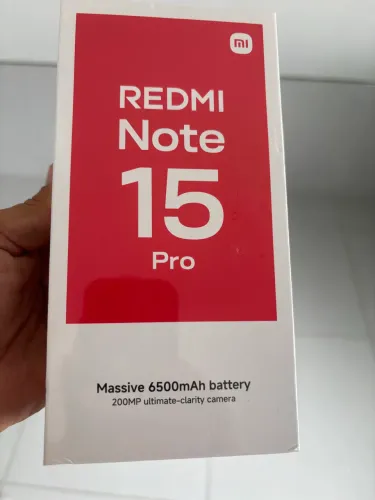 mi
REDMI
Note
15
Pro
Massive 6500mAh battery
200MP ultimate-clarity camera